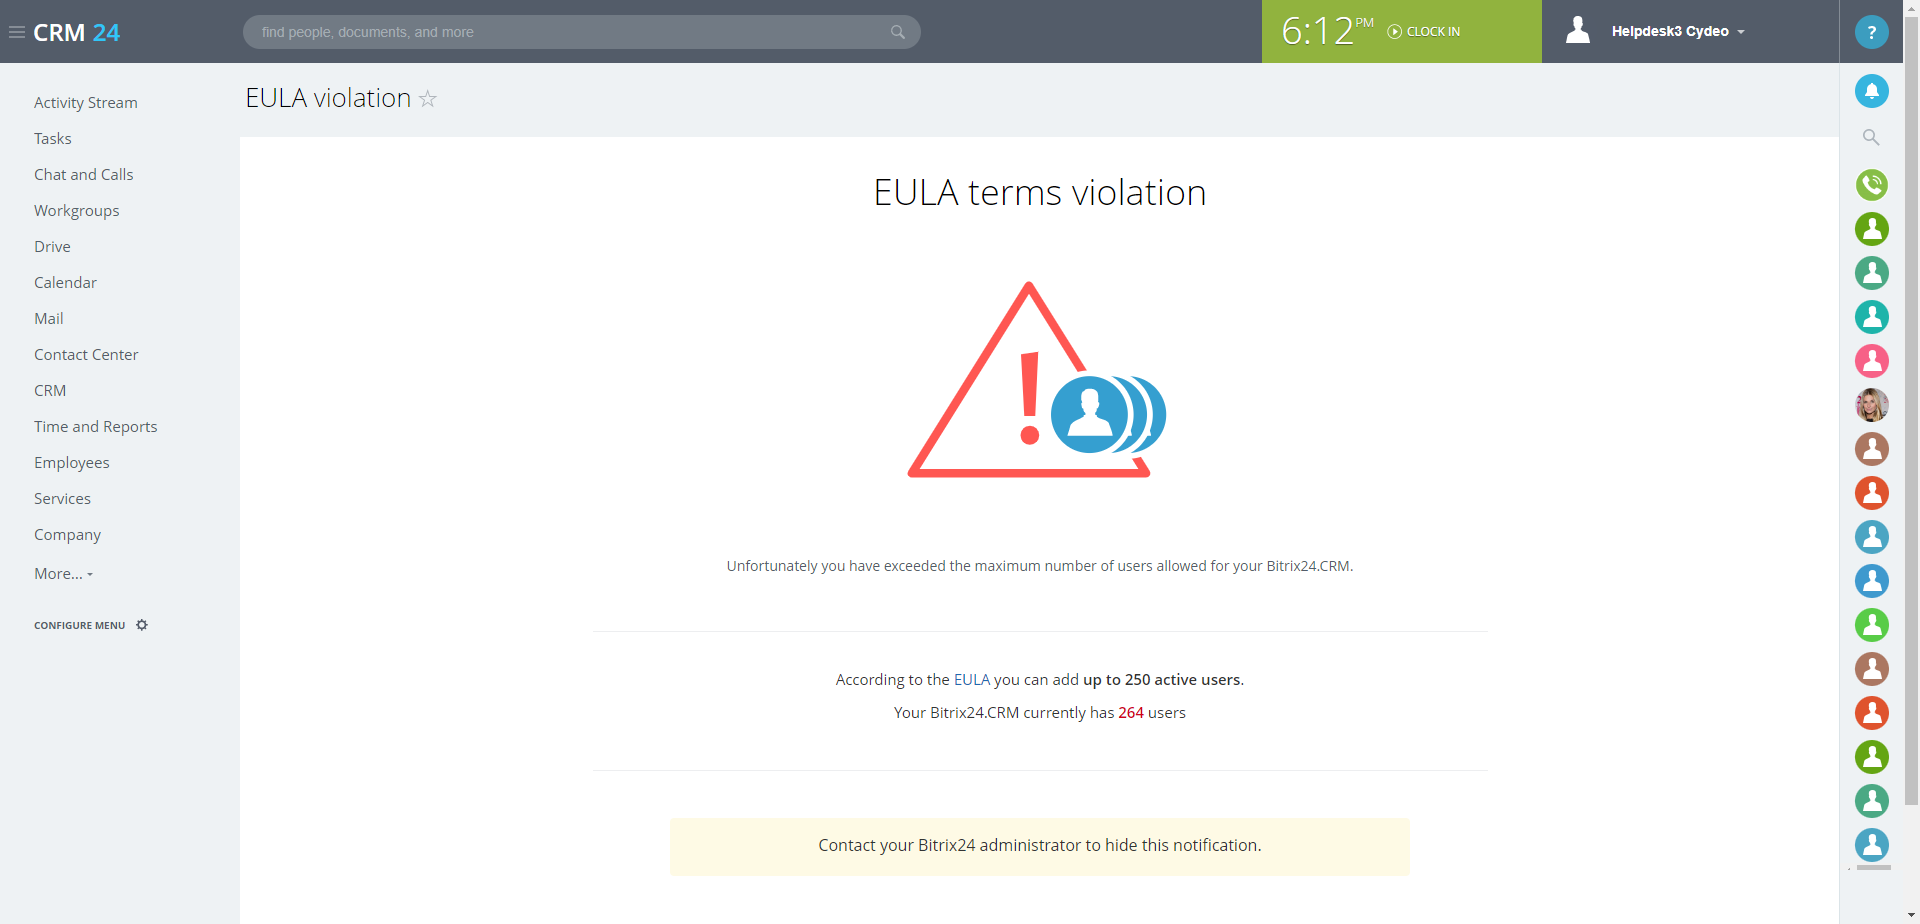 CRM 24
find people, documents, and more
6:12 PM
CLOCK IN
Helpdesk3 Cydeo
?
Activity Stream
Tasks
Chat and Calls
Workgroups
Drive
Calendar
Mail
Contact Center
CRM
Time and Reports
Employees
Services
Company
More...
CONFIGURE MENU
EULA violation
EULA terms violation
!
Unfortunately you have exceeded the maximum number of users allowed for your Bitrix24.CRM.
According to the EULA you can add up to 250 active users.
Your Bitrix24.CRM currently has 264 users
Contact your Bitrix24 administrator to hide this notification.